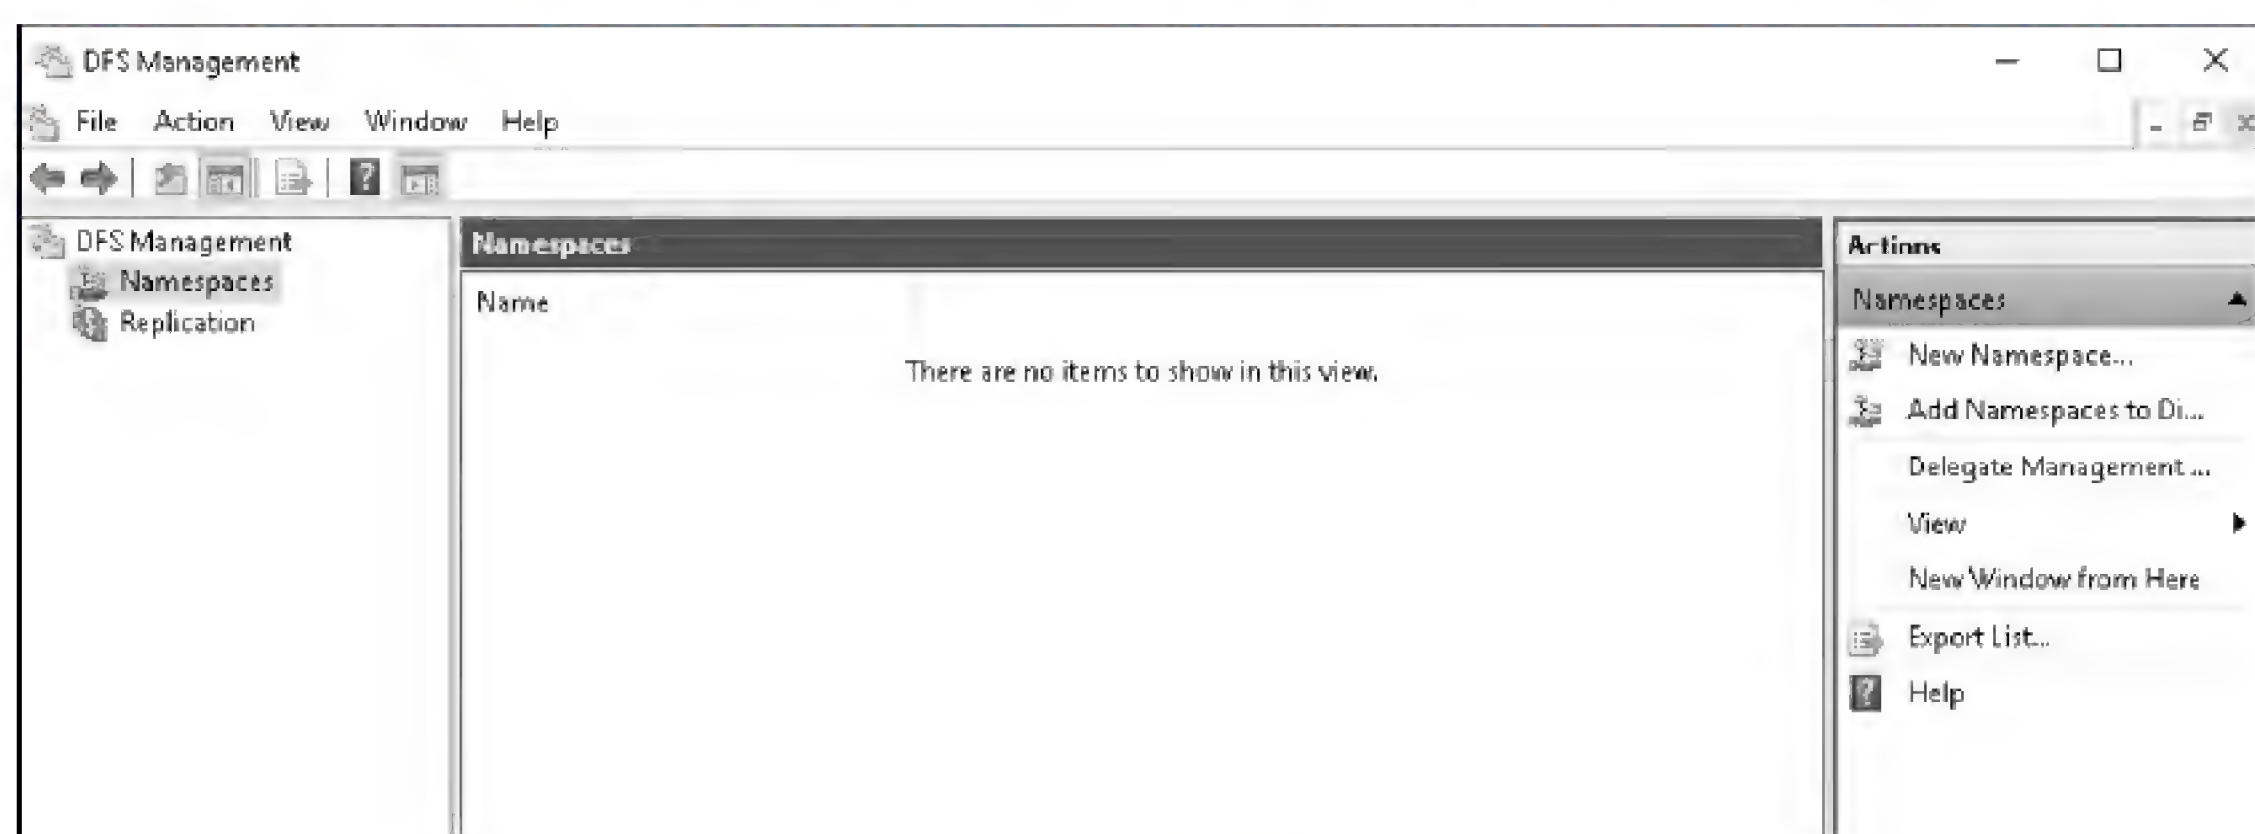 DFS Management
File Action View Window Help
DFS Management
Namespaces
Replication
Namespaces
Name
There are no items to show in this view.
Actions
Namespaces
New Namespace...
Add Namespaces to Di...
Delegate Management ...
View
New Window from Here
Export List...
Help